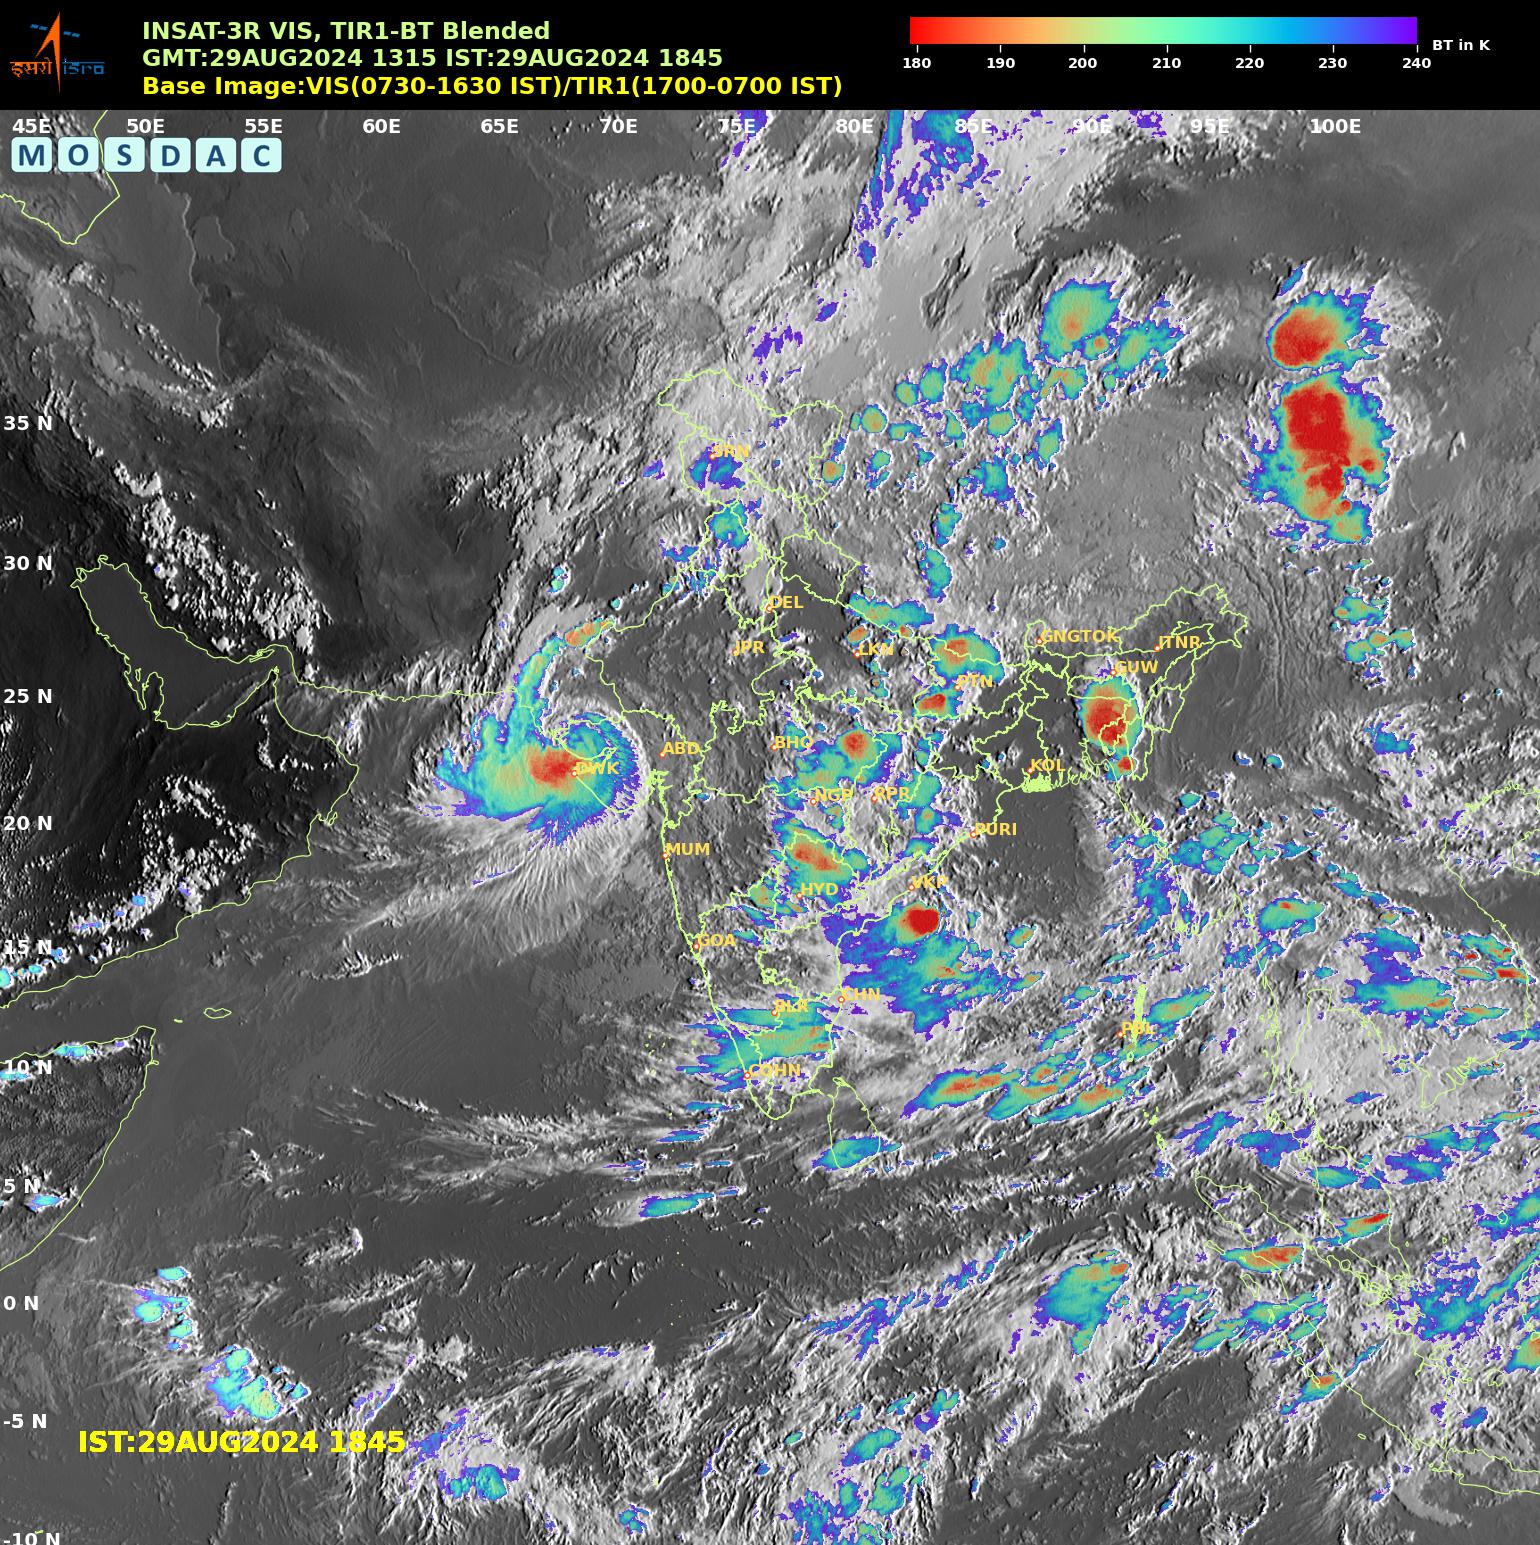 INSAT-3R VIS, TIR1-BT Blended
GMT:29AUG2024 1315 IST:29AUG2024 1845
Base Image:VIS(0730-1630 IST)/TIR1(1700-0700 IST)
इसरो isro
BT in K
180 190 200 210 220 230 240
45E 50E 55E 60E 65E 70E 75E 80E 85E 90E 95E 100E
MOSDAC
35 N
SRN
30 N
DEL
GNGTOK
ITNR
JPR
LKN
GUW
25 N
PTN
ABD
BHO
DWK
KOL
NGP
RPR
20 N
PURI
MUM
HYD
VKP
15 N
GOA
CHN
BLR
PBL
10 N
COHN
5 N
0 N
-5 N
IST:29AUG2024 1845
-10 N